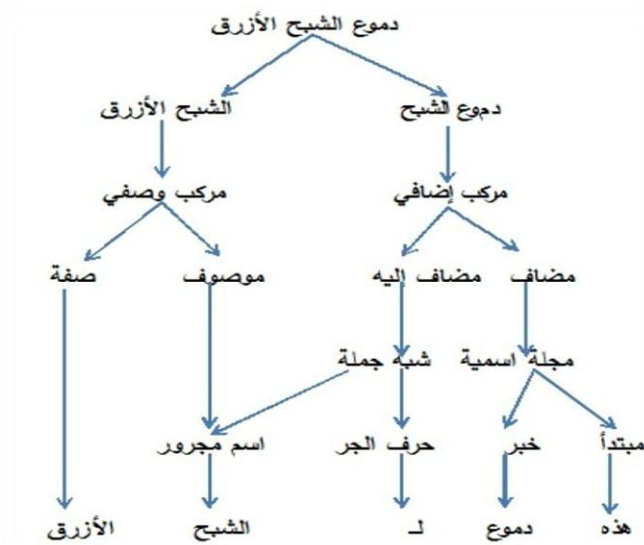 دموع الشبح الأزرق
دموع الشبح الشبح الأزرق
مركب إضافي مركب وصفي
مضاف مضاف إليه موصوف صفة
مجلة اسمية شبه جملة
مبتدأ خبر حرف الجر اسم مجرور
هذه دموع لـ الشبح الأزرق